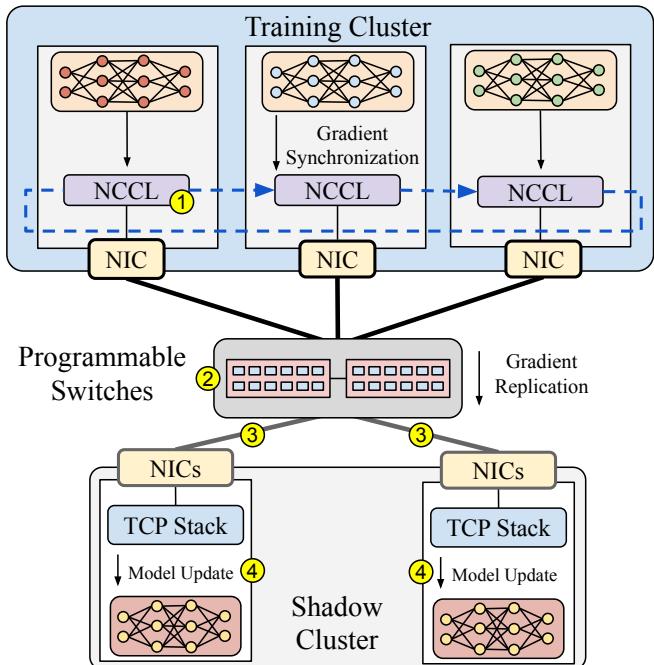 Training Cluster
Gradient
Synchronization
NCCL
1
NCCL
NCCL
NIC
NIC
NIC
Programmable
Switches
2
Gradient
Replication
3
3
NICs
NICs
TCP Stack
TCP Stack
Model Update
4
4
Model Update
Shadow
Cluster